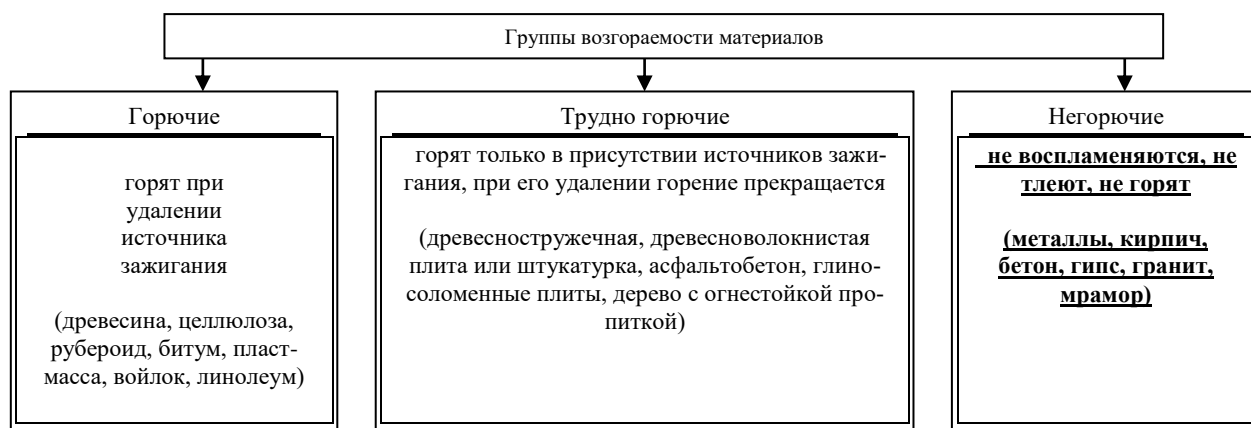 Группы возгораемости материалов
Горючие
горят при
удалении
источника
зажигания
(древесина, целлюлоза,
рубероид, битум, пласт-
масса, войлок, линолеум)
Трудно горючие
горят только в присутствии источников зажи-
гания, при его удалении горение прекращается
(древесностружечная, древесноволокнистая
плита или штукатурка, асфальтобетон, глино-
соломенные плиты, дерево с огнестойкой про-
питкой)
Негорючие
не воспламеняются, не
тлеют, не горят
(металлы, кирпич,
бетон, гипс, гранит,
мрамор)